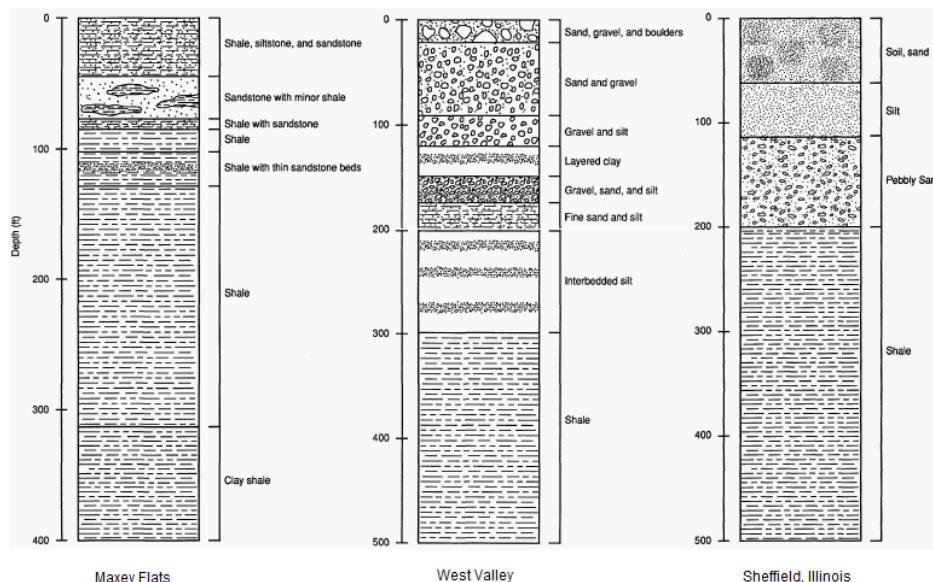 0
Shale, siltstone, and sandstone
Sandstone with minor shale
Shale with sandstone
Shale
100
Shale with thin sandstone beds
Depth (ft)
200
Shale
300
Clay shale
400
Maxey Flats
0
Sand, gravel, and boulders
Sand and gravel
100
Gravel and silt
Layered clay
Gravel, sand, and silt
Fine sand and silt
200
Interbedded silt
300
Shale
400
500
West Valley
0
Soil, sand
Silt
100
Pebbly San
200
300
Shale
400
500
Sheffield, Illinois